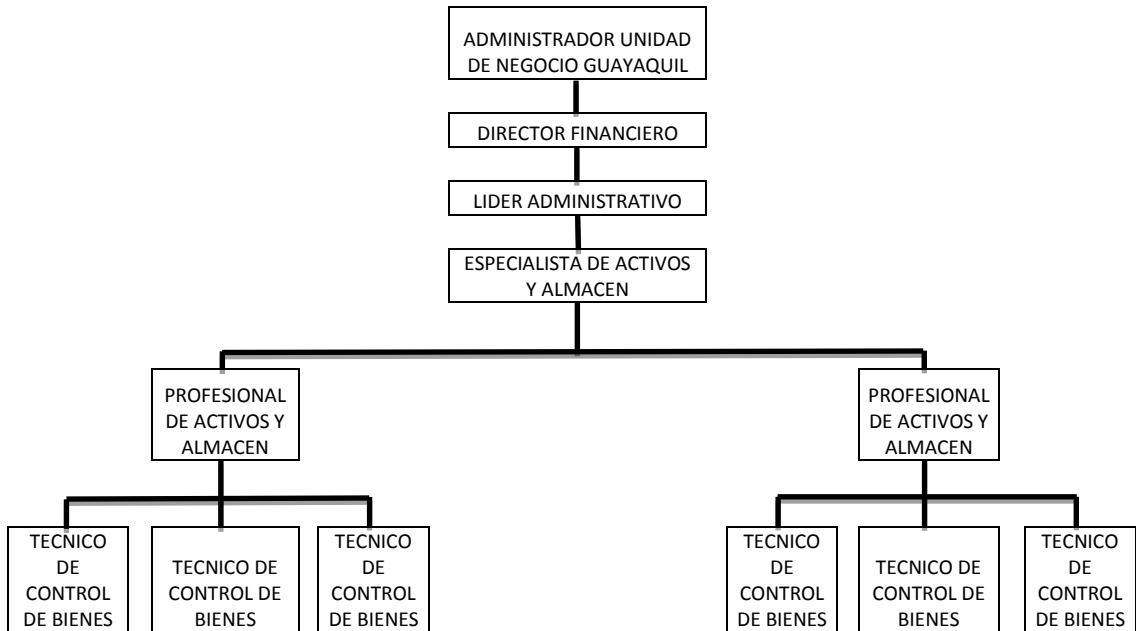 ADMINISTRADOR UNIDAD
DE NEGOCIO GUAYAQUIL
DIRECTOR FINANCIERO
LIDER ADMINISTRATIVO
ESPECIALISTA DE ACTIVOS
Y ALMACEN
PROFESIONAL
DE ACTIVOS Y
ALMACEN
PROFESIONAL
DE ACTIVOS Y
ALMACEN
TECNICO
DE
CONTROL
DE BIENES
TECNICO DE
CONTROL DE
BIENES
TECNICO
DE
CONTROL
DE BIENES
TECNICO
DE
CONTROL
DE BIENES
TECNICO DE
CONTROL DE
BIENES
TECNICO
DE
CONTROL
DE BIENES